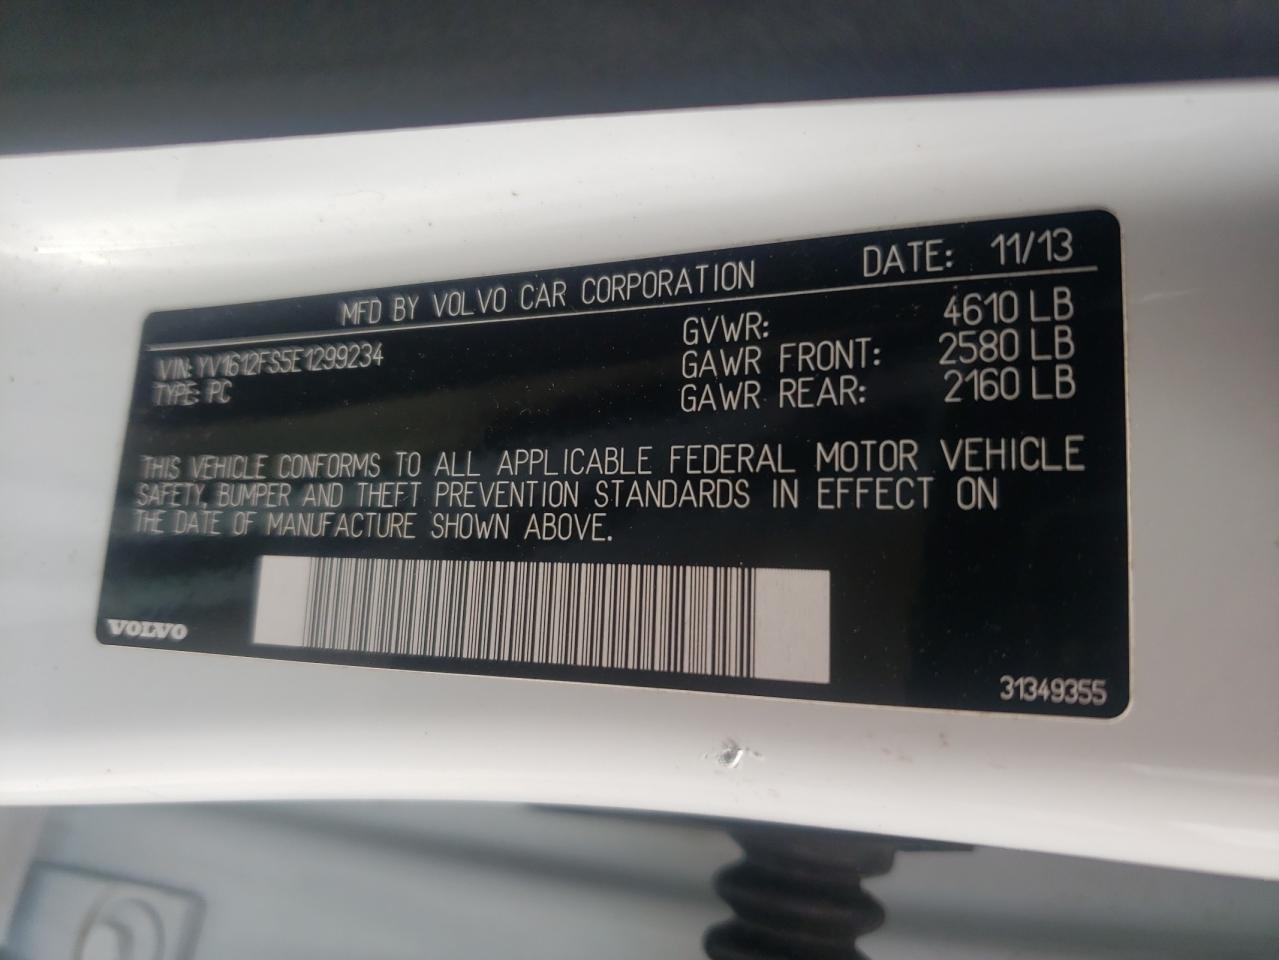 MFD BY VOLVO CAR CORPORATION DATE: 11/13
VIN: YV1612FS5E1299234
TYPE: PC
GVWR: 4610 LB
GAWR FRONT: 2580 LB
GAWR REAR: 2160 LB
THIS VEHICLE CONFORMS TO ALL APPLICABLE FEDERAL MOTOR VEHICLE
SAFETY, BUMPER AND THEFT PREVENTION STANDARDS IN EFFECT ON
THE DATE OF MANUFACTURE SHOWN ABOVE.
VOLVO
31349355